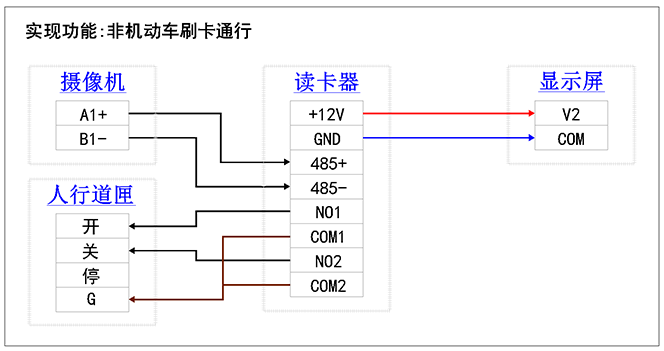 实现功能:非机动车刷卡通行
摄像机
A1+
B1-
人行道匣
开
关
停
G
读卡器
+12V
GND
485+
485-
NO1
COM1
NO2
COM2
显示屏
V2
COM